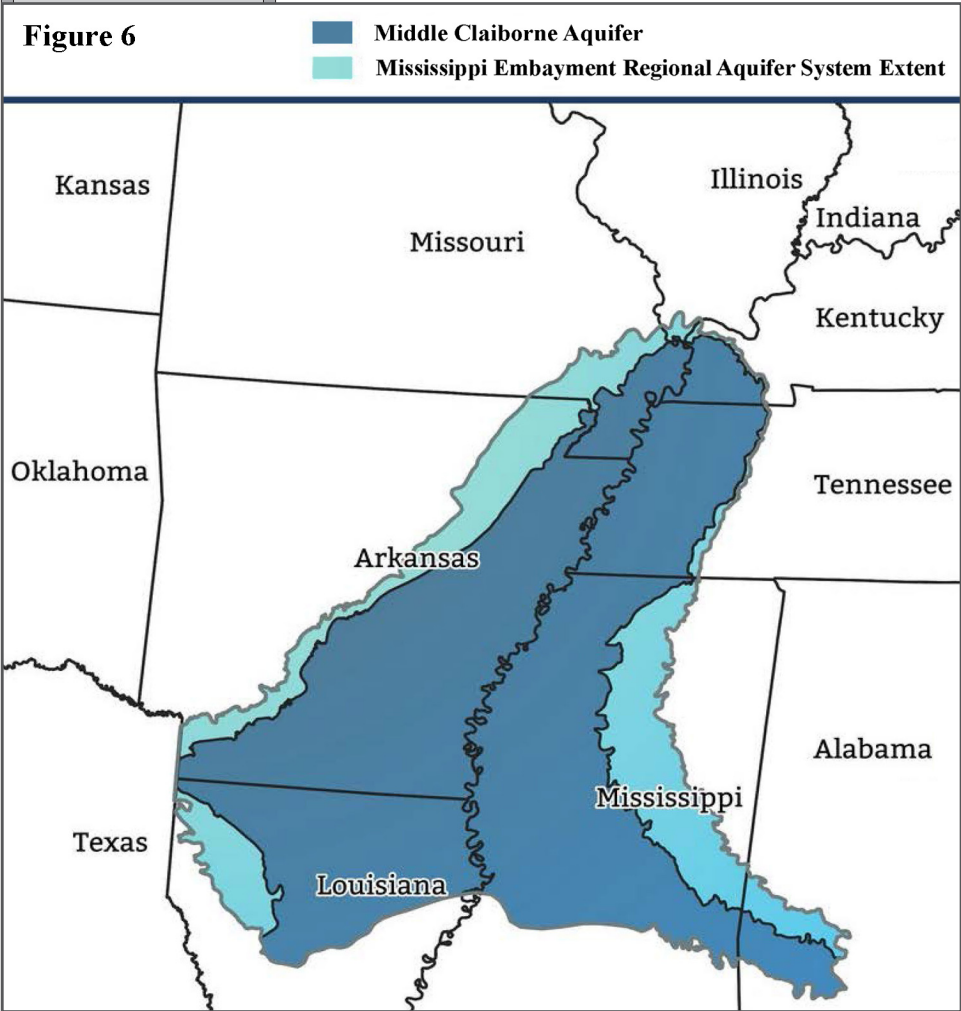 Figure 6
Middle Claiborne Aquifer
Mississippi Embayment Regional Aquifer System Extent
Kansas
Illinois
Indiana
Missouri
Kentucky
Oklahoma
Tennessee
Arkansas
Alabama
Mississippi
Texas
Louisiana